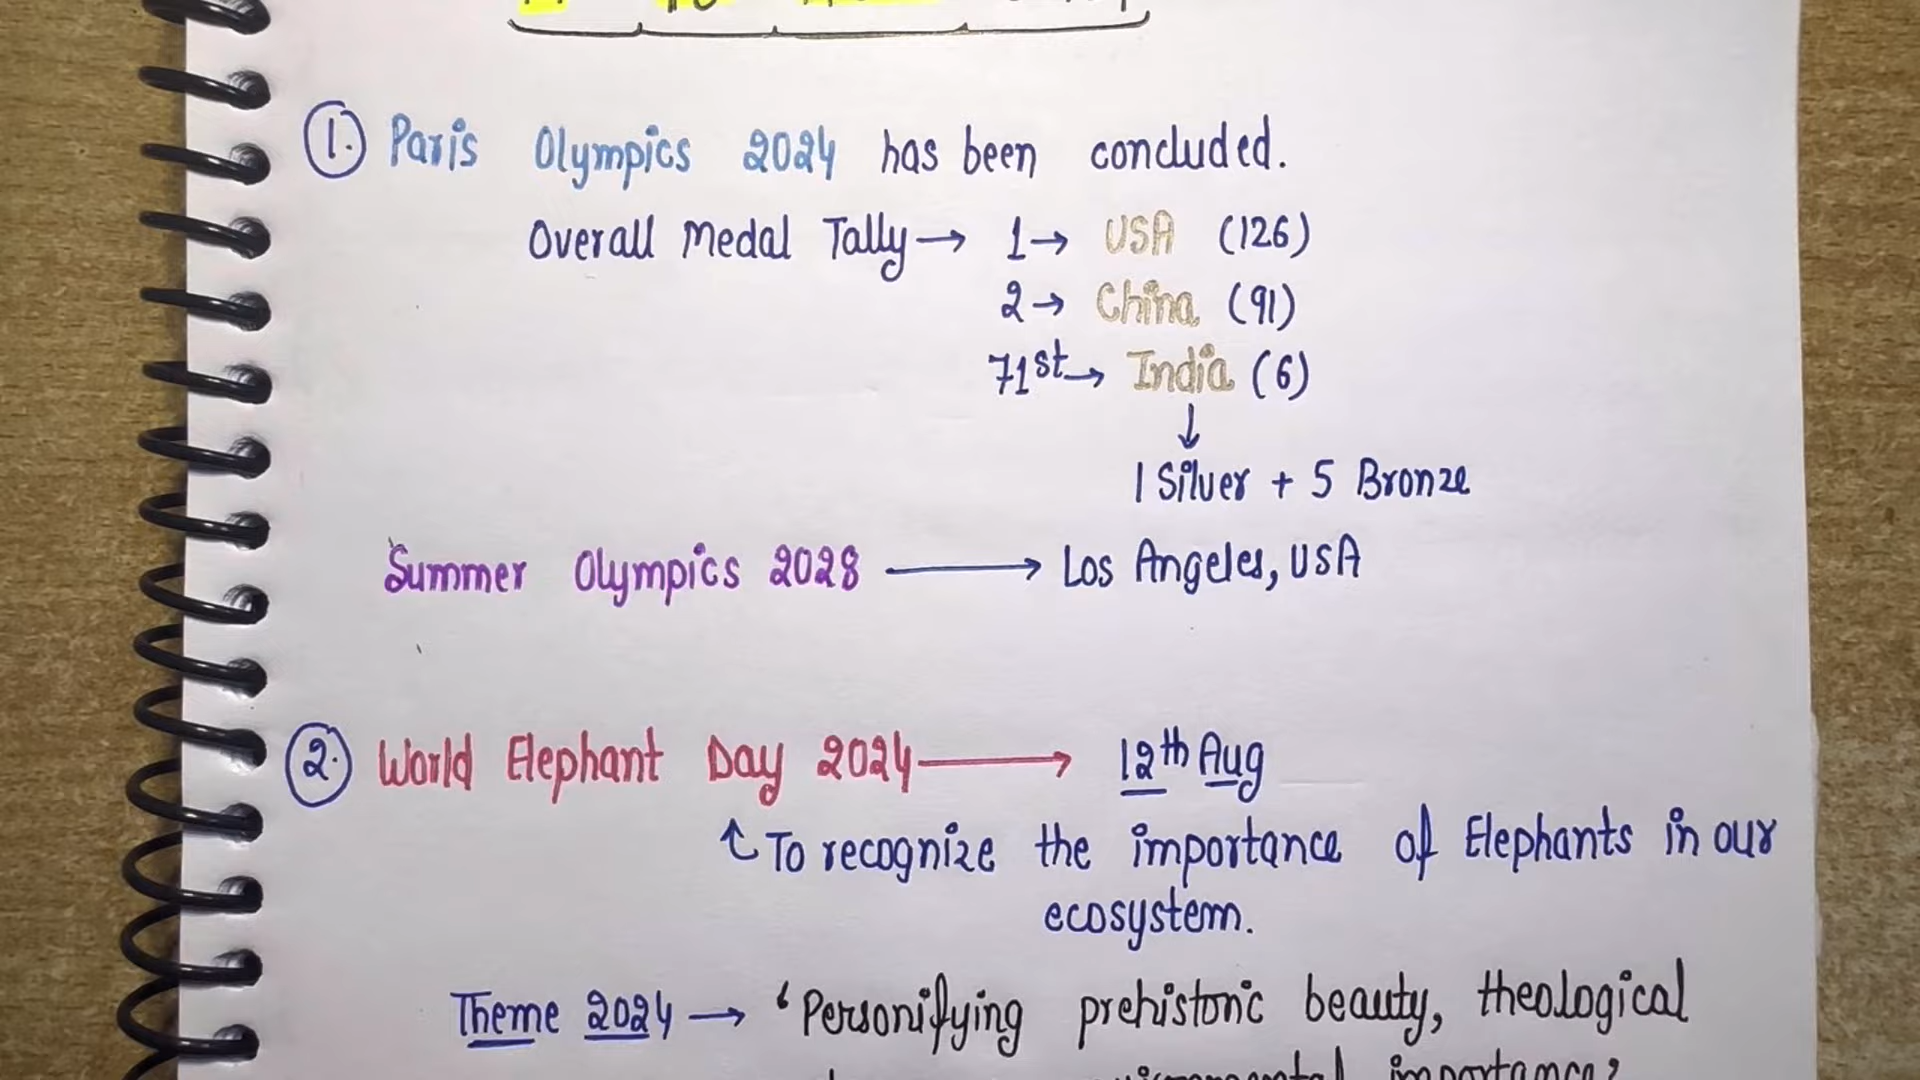 1. Paris Olympics 2024 has been concluded.
Overall Medal Tally → 1 → USA (126)
2 → China (91)
71st → India (6)
↓
1 Silver + 5 Bronze
Summer Olympics 2028 → Los Angeles, USA
2. World Elephant Day 2024 → 12th Aug
↑ To recognize the importance of Elephants in our
ecosystem.
Theme 2024 → ‘Personifying prehistoric beauty, theological
importance’